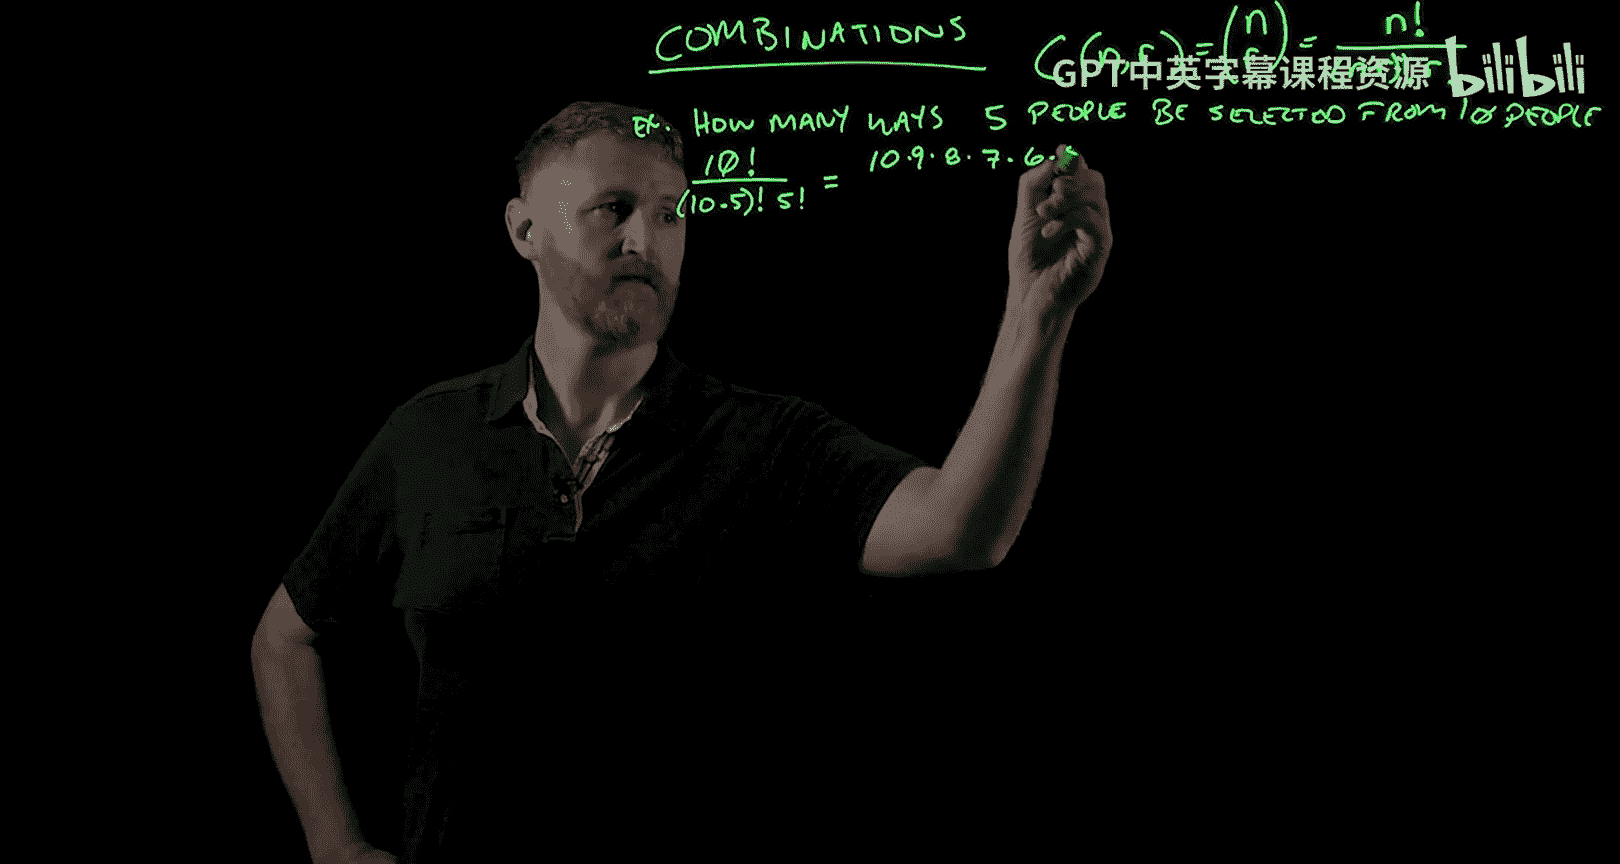 COMBINATIONS
C(n,r) = (n r) = n!
GPT中英字幕课程资源 bilibili
EX. HOW MANY WAYS 5 PEOPLE BE SELECTED FROM 10 PEOPLE
10! / (10-5)! 5! = 10·9·8·7·6·5